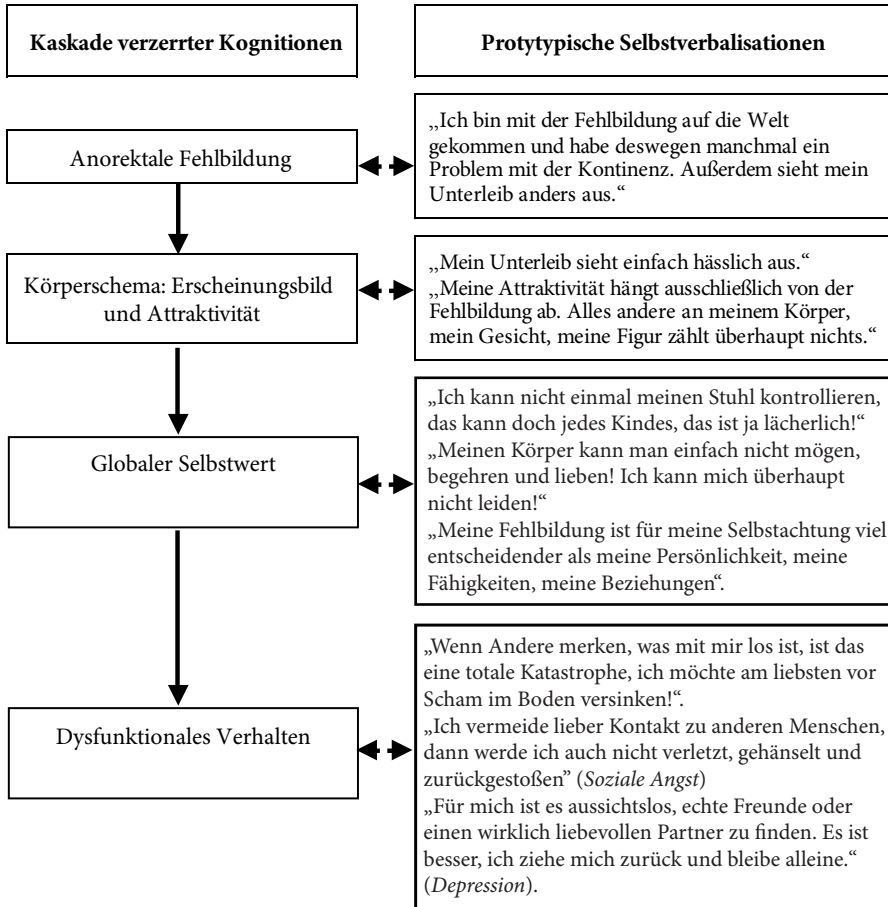 Kaskade verzerrter Kognitionen
Protytypische Selbstverbalisationen
Anorektale Fehlbildung
„Ich bin mit der Fehlbildung auf die Welt
gekommen und habe deswegen manchmal ein
Problem mit der Kontinenz. Außerdem sieht mein
Unterleib anders aus.“
Körperschema: Erscheinungsbild
und Attraktivität
„Mein Unterleib sieht einfach hässlich aus.“
„Meine Attraktivität hängt ausschließlich von der
Fehlbildung ab. Alles andere an meinem Körper,
mein Gesicht, meine Figur zählt überhaupt nichts.“
Globaler Selbstwert
„Ich kann nicht einmal meinen Stuhl kontrollieren,
das kann doch jedes Kindes, das ist ja lächerlich!“
„Meinen Körper kann man einfach nicht mögen,
begehren und lieben! Ich kann mich überhaupt
nicht leiden!“
„Meine Fehlbildung ist für meine Selbstachtung viel
entscheidender als meine Persönlichkeit, meine
Fähigkeiten, meine Beziehungen“.
Dysfunktionales Verhalten
„Wenn Andere merken, was mit mir los ist, ist das
eine totale Katastrophe, ich möchte am liebsten vor
Scham im Boden versinken!“.
„Ich vermeide lieber Kontakt zu anderen Menschen,
dann werde ich auch nicht verletzt, gehänselt und
zurückgestoßen” (Soziale Angst)
„Für mich ist es aussichtslos, echte Freunde oder
einen wirklich liebevollen Partner zu finden. Es ist
besser, ich ziehe mich zurück und bleibe alleine.“
(Depression).